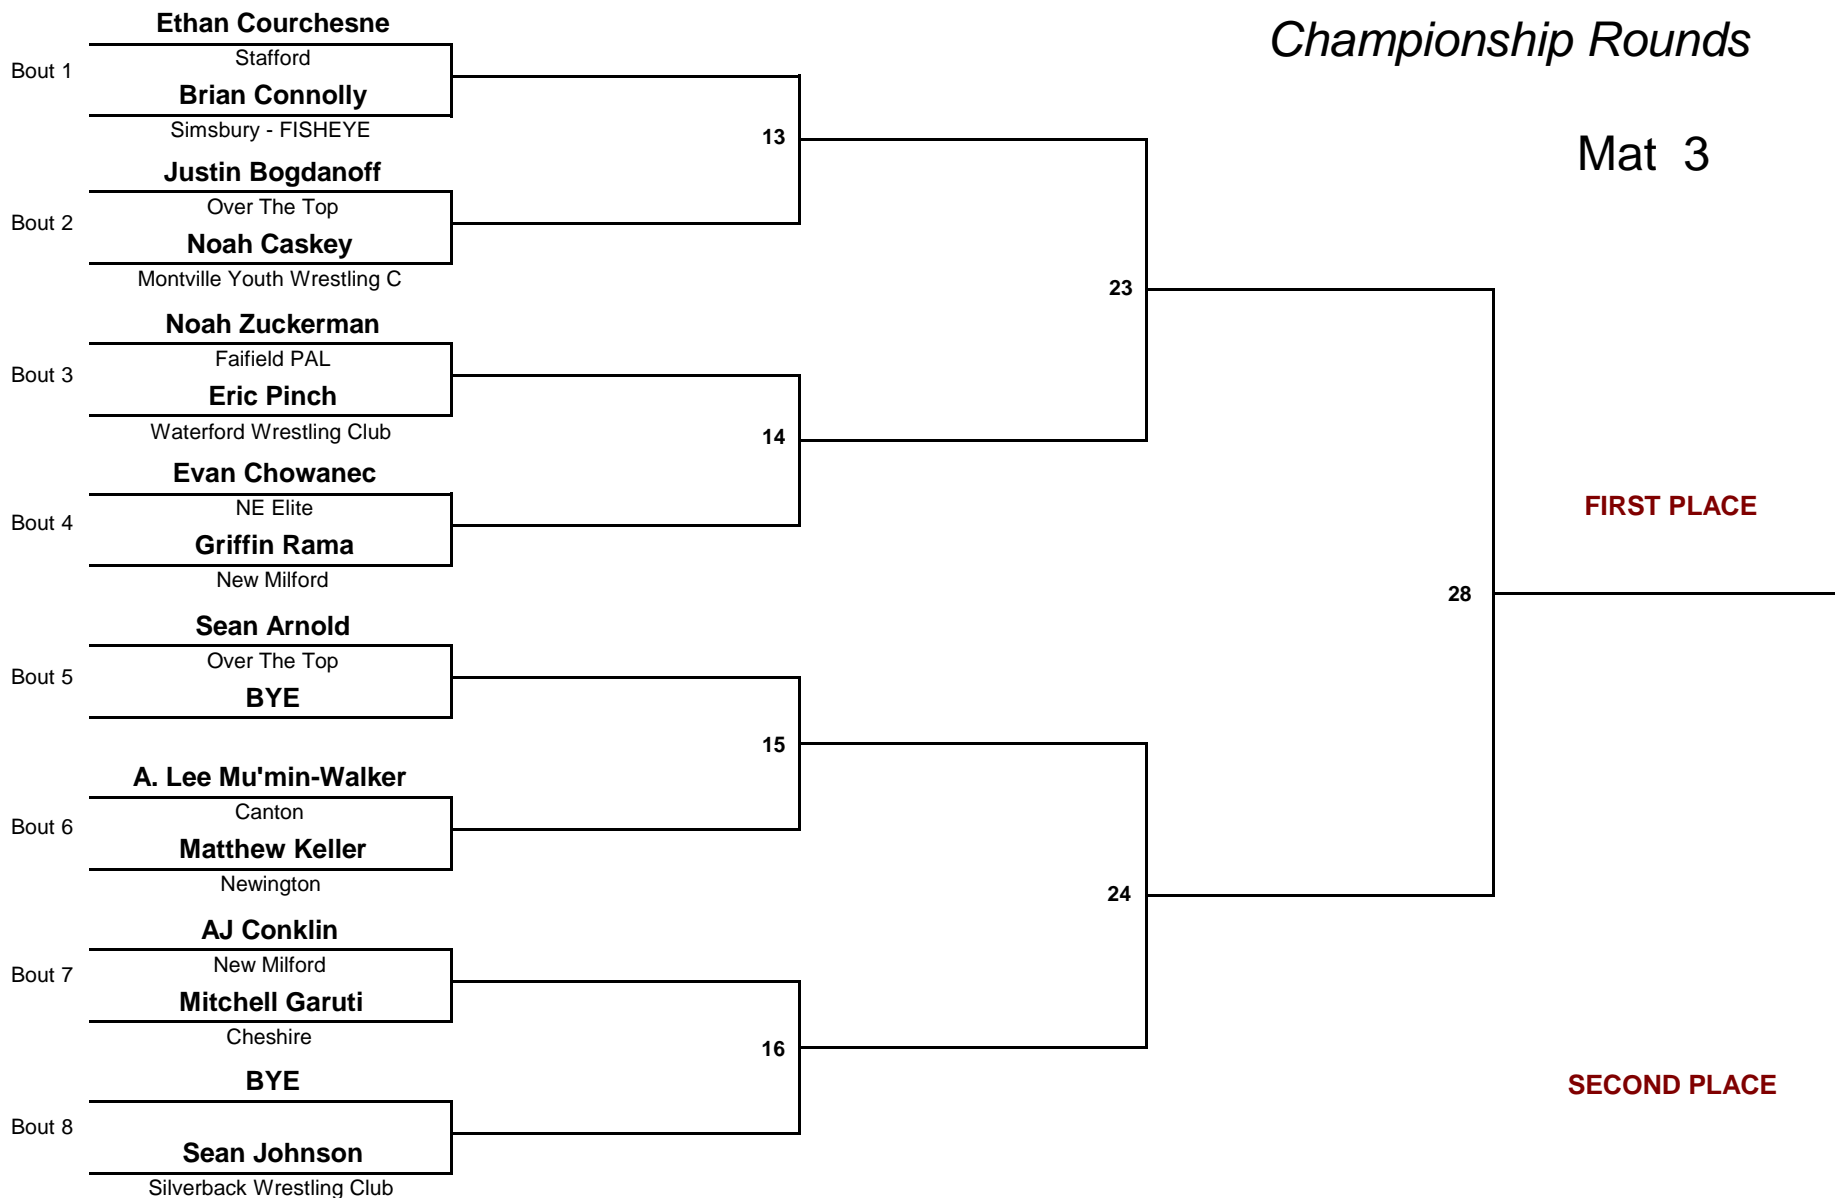 Championship Rounds
Mat 3
Ethan Courchesne
Bout 1
Stafford
Brian Connolly
Simsbury - FISHEYE
13
Justin Bogdanoff
Bout 2
Over The Top
Noah Caskey
Montville Youth Wrestling C
23
Noah Zuckerman
Bout 3
Faifield PAL
Eric Pinch
Waterford Wrestling Club
14
Evan Chowanec
Bout 4
NE Elite
Griffin Rama
New Milford
FIRST PLACE
28
Sean Arnold
Bout 5
Over The Top
BYE
15
A. Lee Mu'min-Walker
Bout 6
Canton
Matthew Keller
Newington
24
AJ Conklin
Bout 7
New Milford
Mitchell Garuti
Cheshire
16
BYE
Bout 8
Sean Johnson
Silverback Wrestling Club
SECOND PLACE